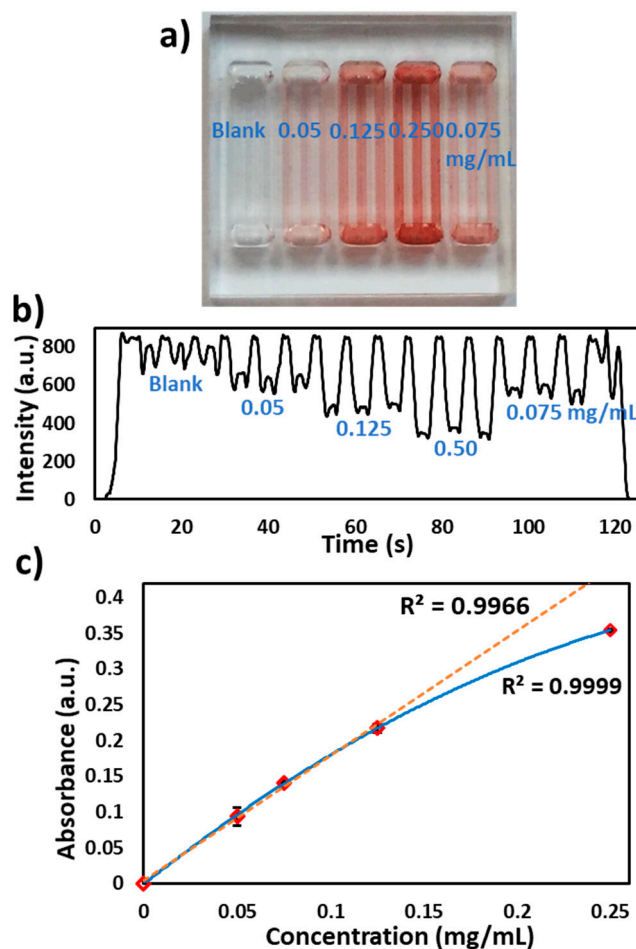 a)
Blank 0.05 0.125 0.250 0.075
mg/mL
b)
Intensity (a.u.)
800
600
400
200
0
Blank
0.05
0.125
0.50
0.075 mg/mL
0 20 40 60 80 100 120
Time (s)
c)
Absorbance (a.u.)
0.4
0.35
0.3
0.25
0.2
0.15
0.1
0.05
0
R² = 0.9966
R² = 0.9999
0 0.05 0.1 0.15 0.2 0.25
Concentration (mg/mL)